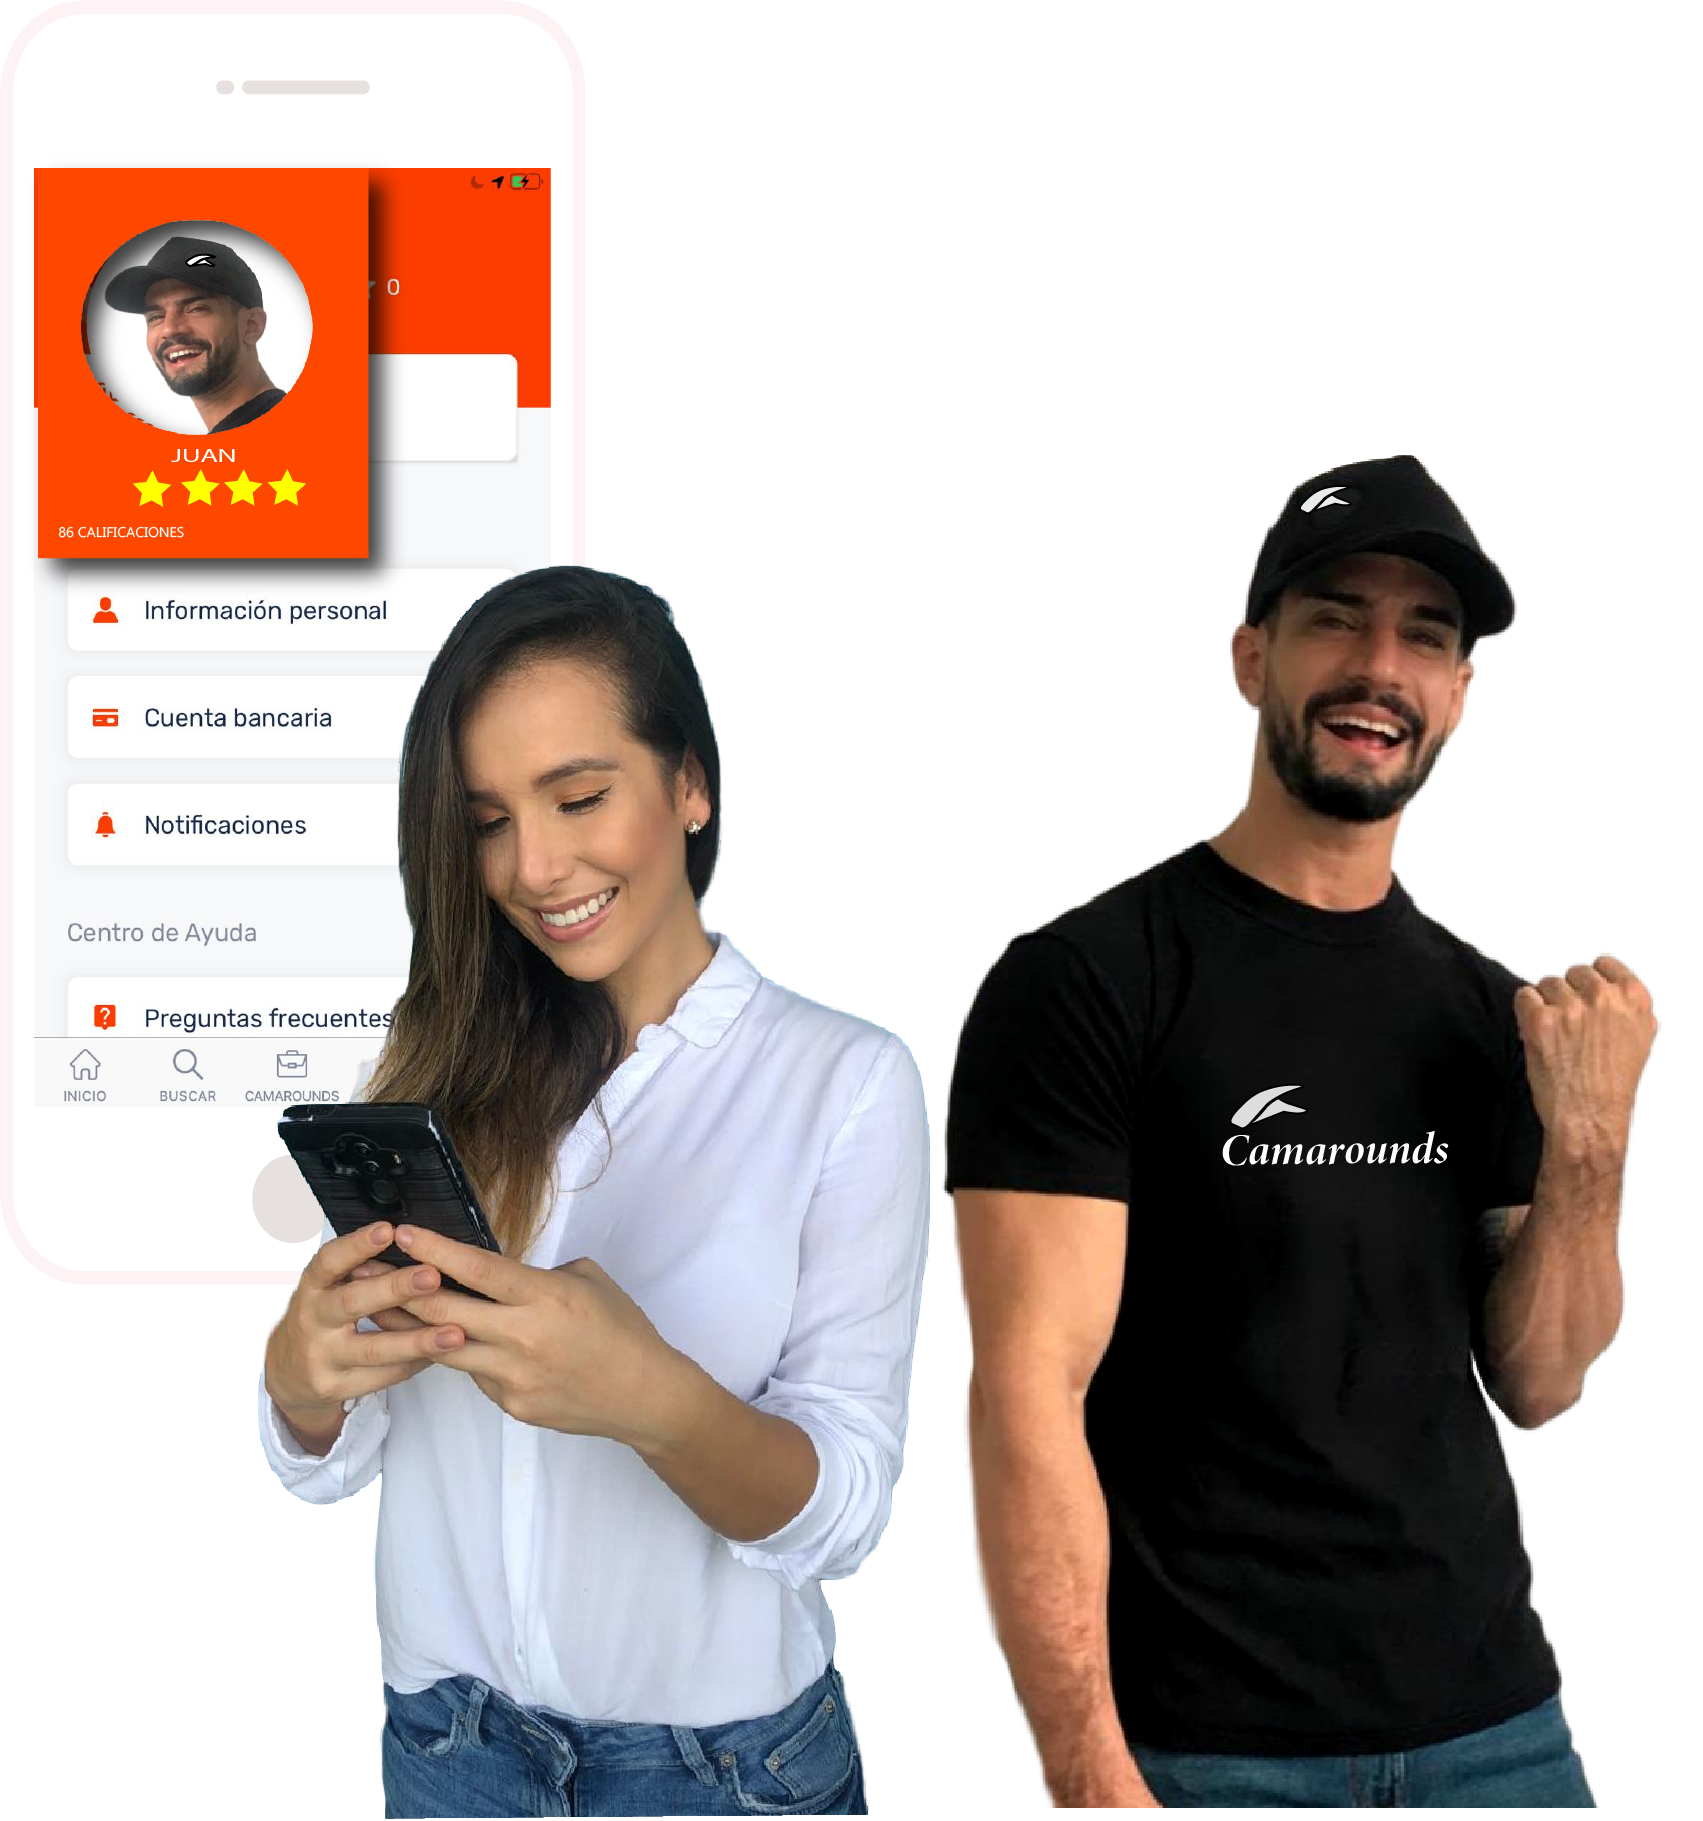 0
JUAN
86 CALIFICACIONES
Información personal
Cuenta bancaria
Notificaciones
Centro de Ayuda
Preguntas frecuentes
INICIO
BUSCAR
CAMAROUNDS
Camarounds